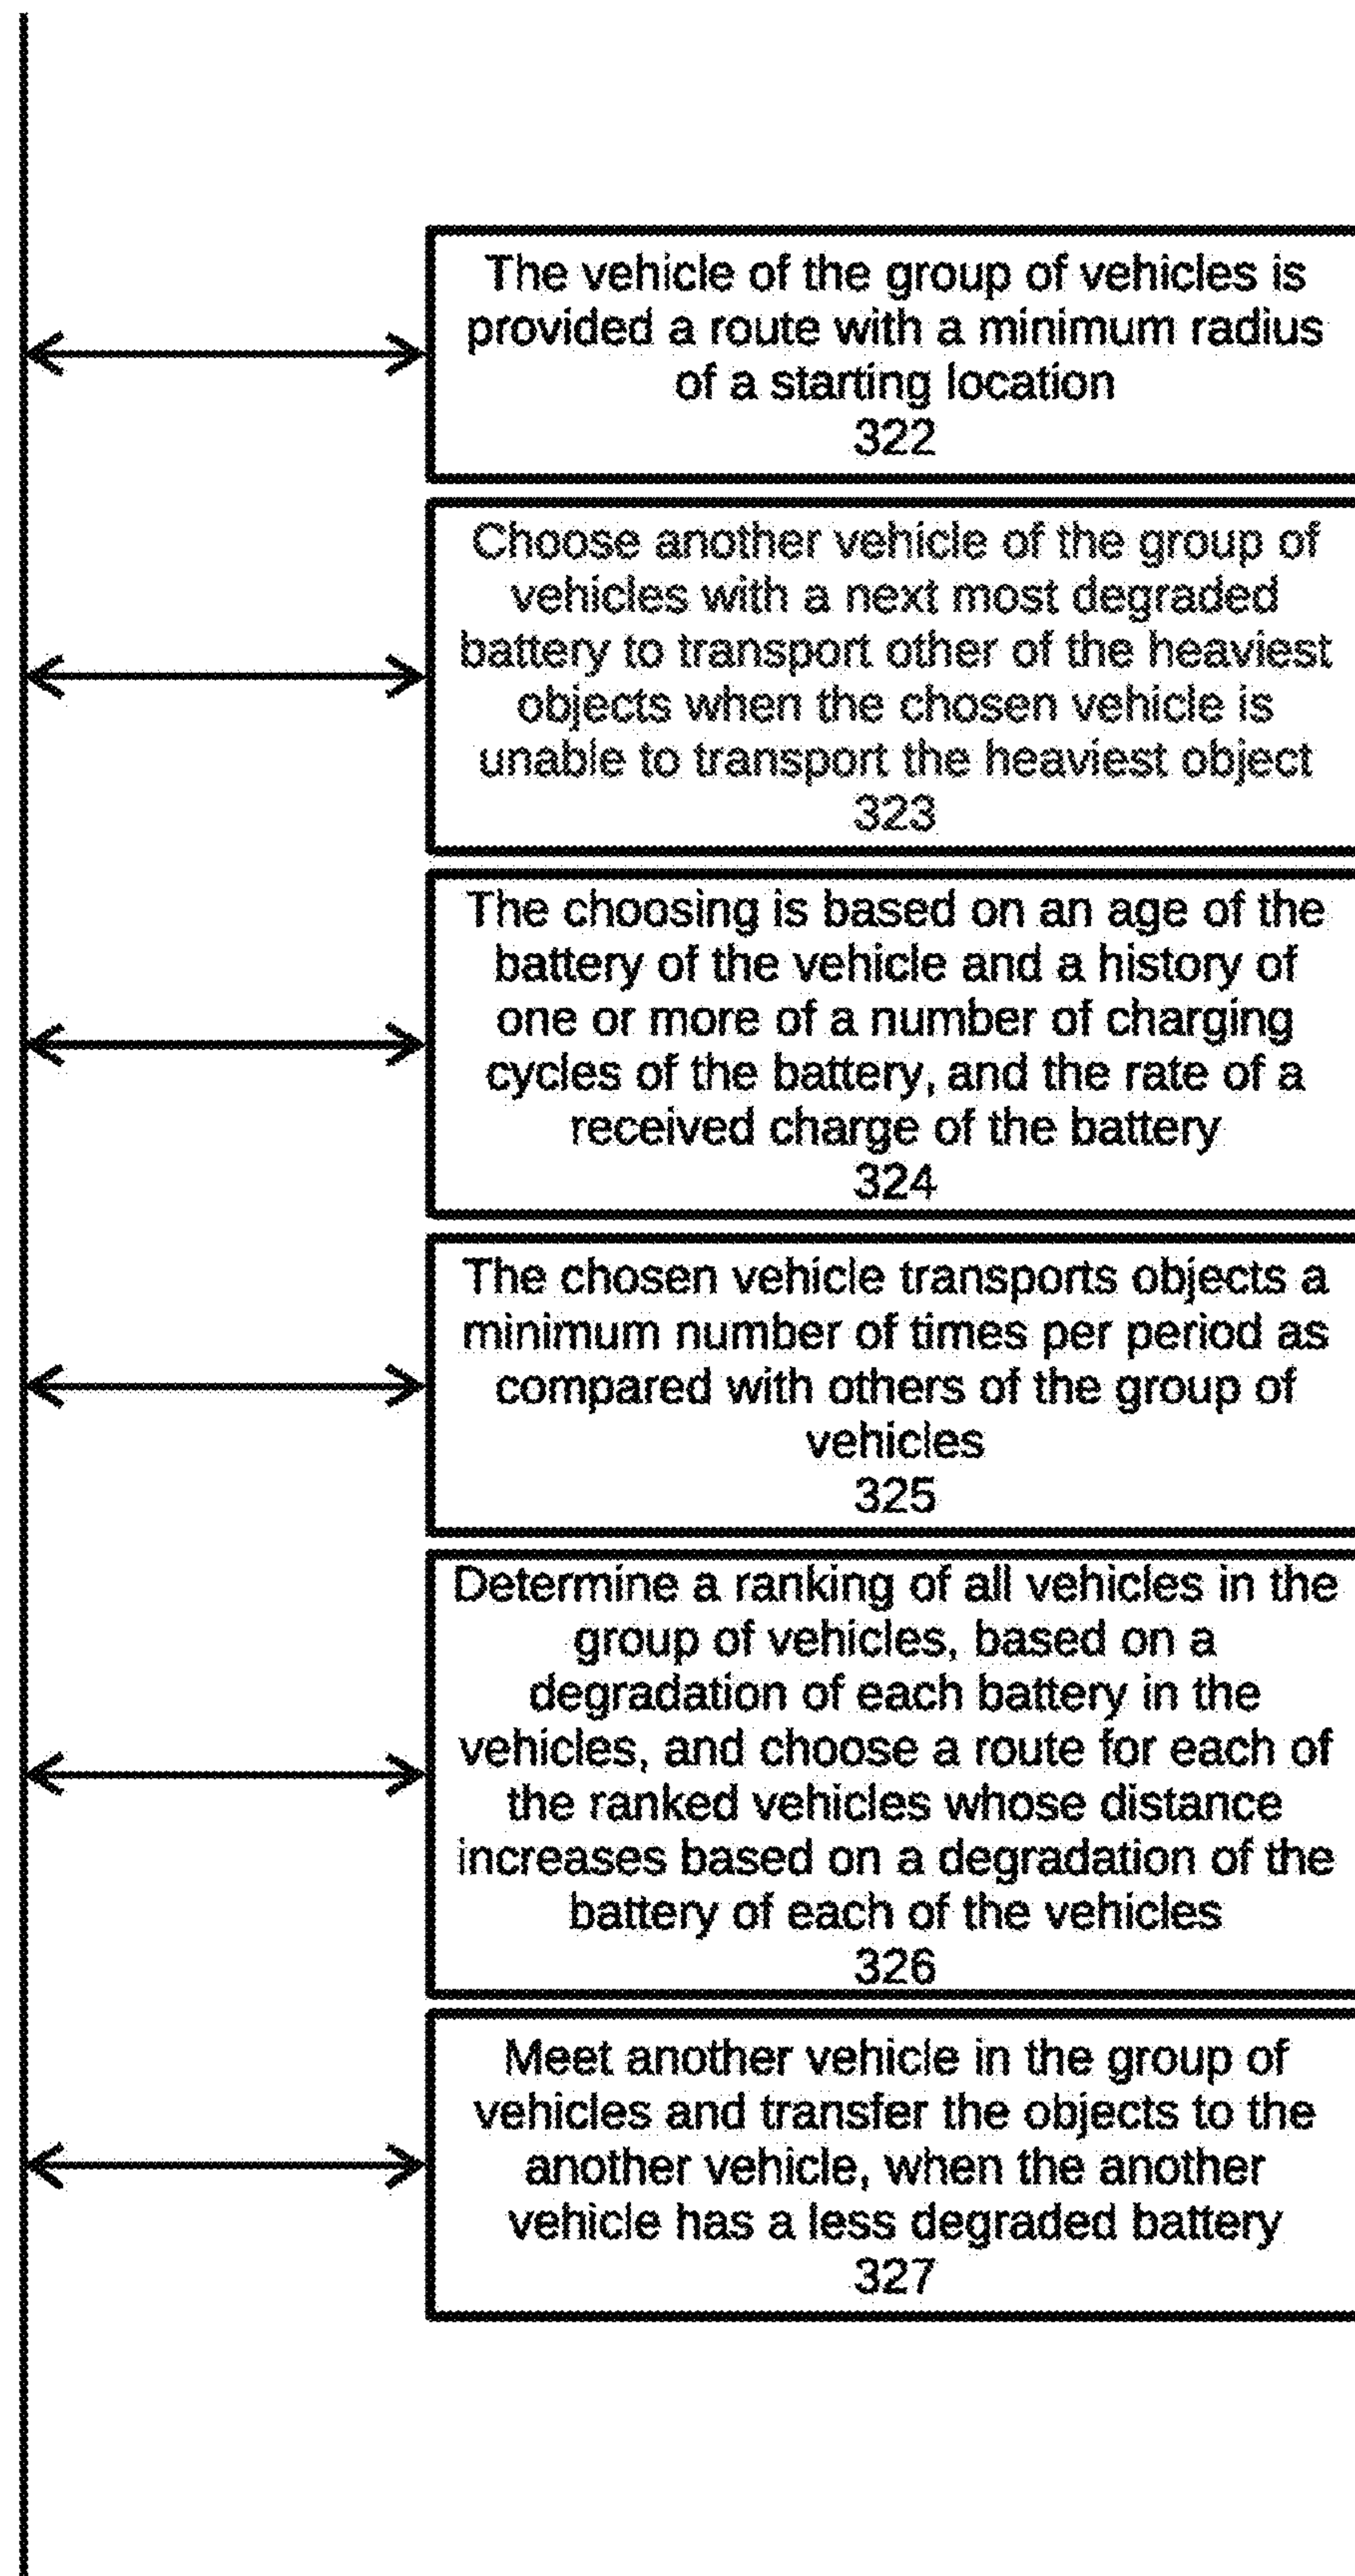 The vehicle of the group of vehicles is
provided a route with a minimum radius
of a starting location
322
Choose another vehicle of the group of
vehicles with a next most degraded
battery to transport other of the heaviest
objects when the chosen vehicle is
unable to transport the heaviest object
323
The choosing is based on an age of the
battery of the vehicle and a history of
one or more of a number of charging
cycles of the battery, and the rate of a
received charge of the battery
324
The chosen vehicle transports objects a
minimum number of times per period as
compared with others of the group of
vehicles
325
Determine a ranking of all vehicles in the
group of vehicles, based on a
degradation of each battery in the
vehicles, and choose a route for each of
the ranked vehicles whose distance
increases based on a degradation of the
battery of each of the vehicles
326
Meet another vehicle in the group of
vehicles and transfer the objects to the
another vehicle, when the another
vehicle has a less degraded battery
327